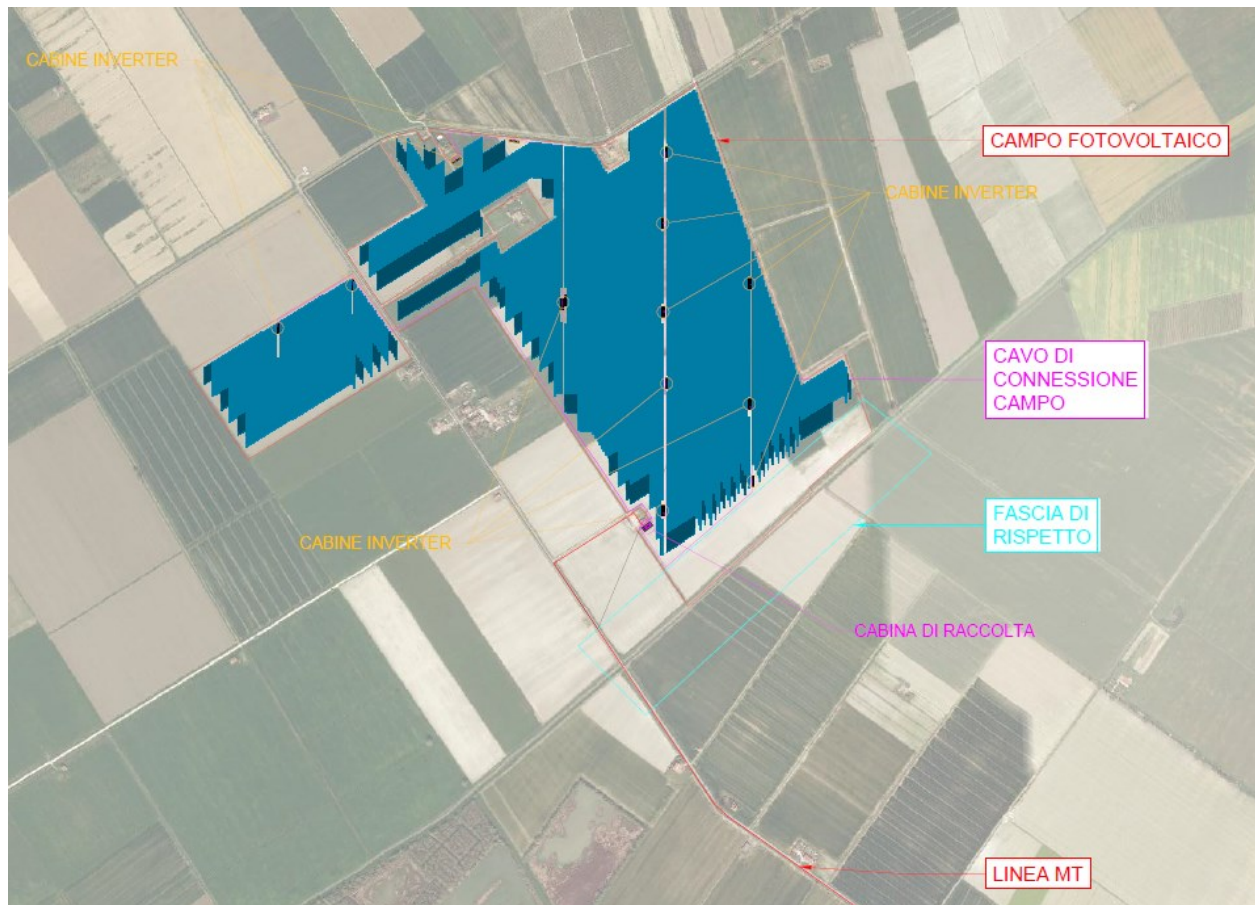 CABINE INVERTER
CAMPO FOTOVOLTAICO
CABINE INVERTER
CAVO DI
CONNESSIONE
CAMPO
FASCIA DI
RISPETTO
CABINE INVERTER
CABINA DI RACCOLTA
LINEA MT